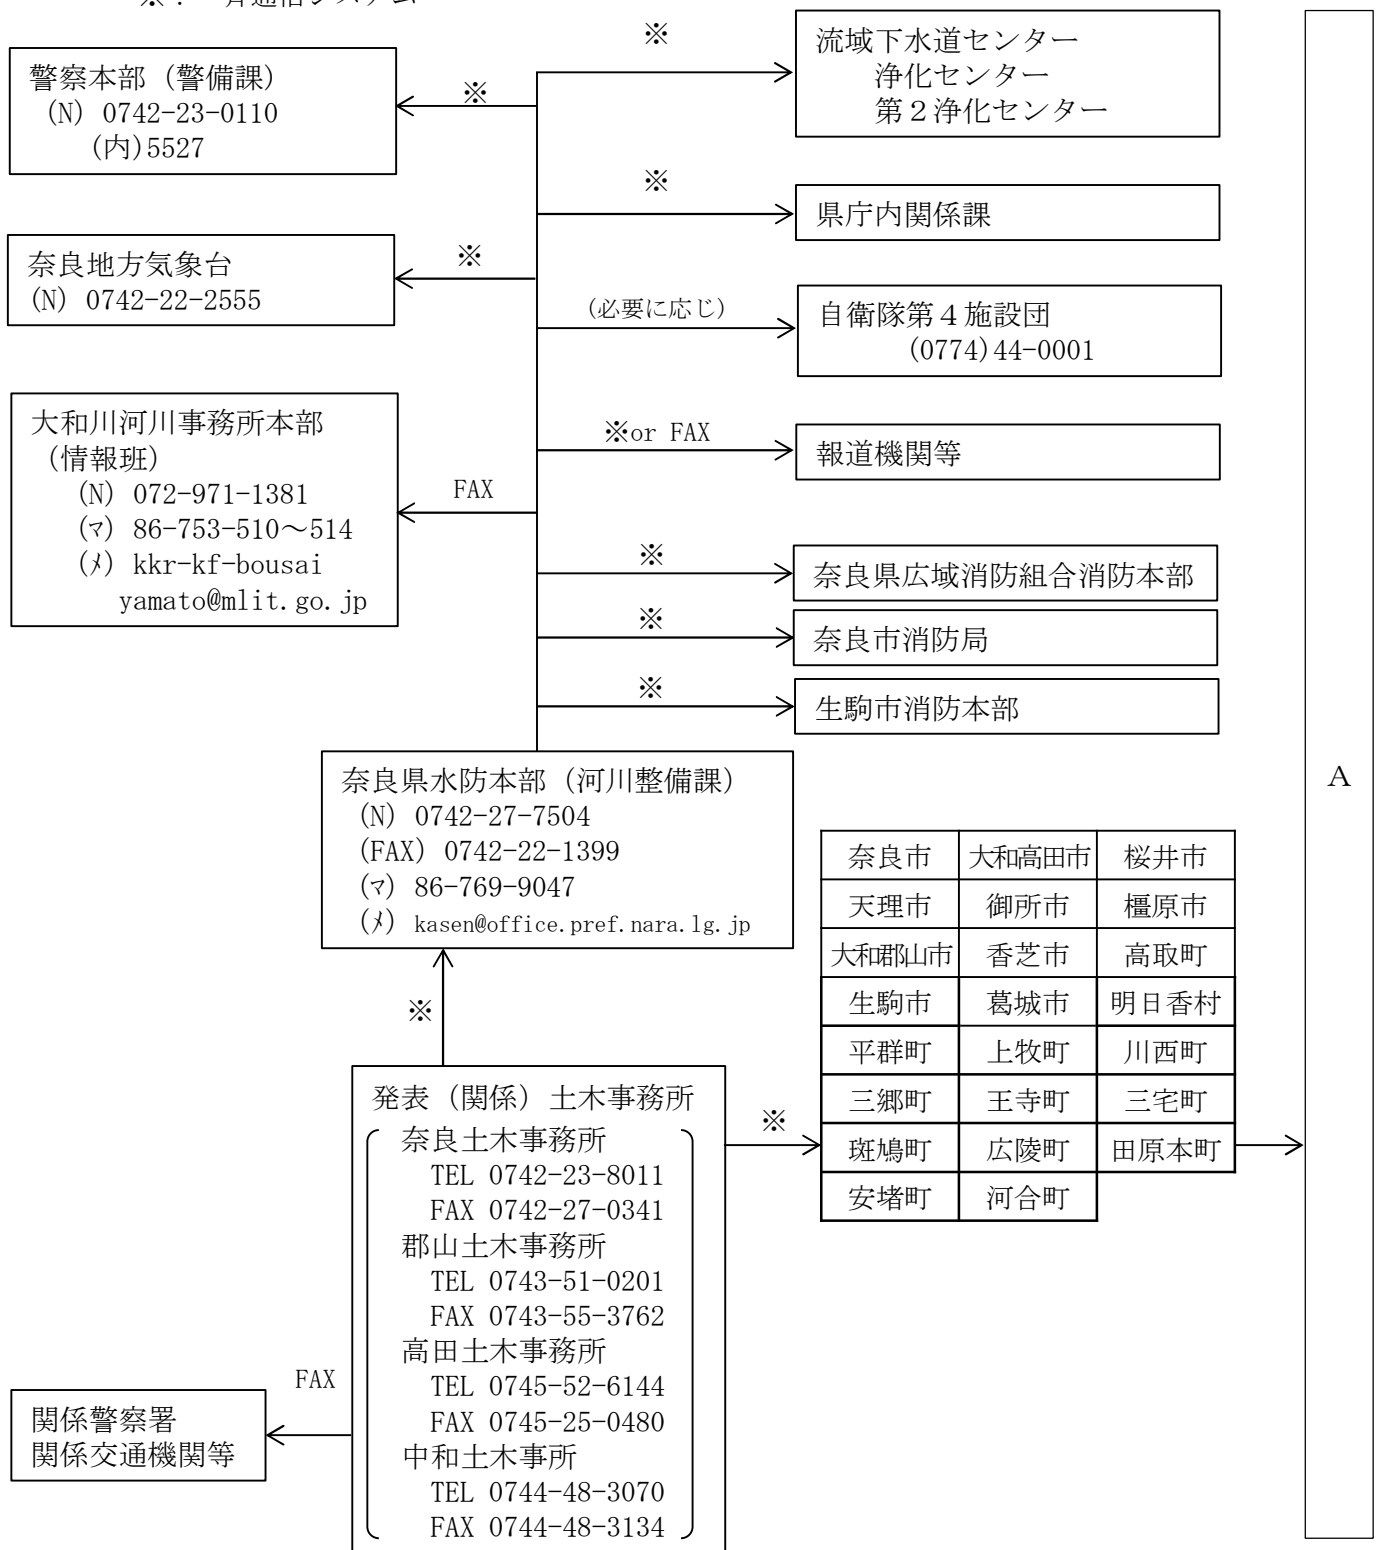 ※
流域下水道センター
浄化センター
第２浄化センター
警察本部（警備課）
(N) 0742-23-0110
(内)5527
※
※
県庁内関係課
奈良地方気象台
(N) 0742-22-2555
※
(必要に応じ)
自衛隊第４施設団
(0774)44-0001
大和川河川事務所本部
（情報班）
(N) 072-971-1381
(ﾏ) 86-753-510～514
(ﾒ) kkr-kf-bousai
yamato@mlit.go.jp
※or FAX
報道機関等
FAX
※
奈良県広域消防組合消防本部
※
奈良市消防局
※
生駒市消防本部
A
奈良県水防本部（河川整備課）
(N) 0742-27-7504
(FAX) 0742-22-1399
(ﾏ) 86-769-9047
(ﾒ) kasen@office.pref.nara.lg.jp
奈良市 大和高田市 桜井市
天理市 御所市 橿原市
大和郡山市 香芝市 高取町
生駒市 葛城市 明日香村
平群町 上牧町 川西町
三郷町 王寺町 三宅町
斑鳩町 広陵町 田原本町
安堵町 河合町
※
※
発表（関係）土木事務所
奈良土木事務所
TEL 0742-23-8011
FAX 0742-27-0341
郡山土木事務所
TEL 0743-51-0201
FAX 0743-55-3762
高田土木事務所
TEL 0745-52-6144
FAX 0745-25-0480
中和土木事所
TEL 0744-48-3070
FAX 0744-48-3134
FAX
関係警察署
関係交通機関等